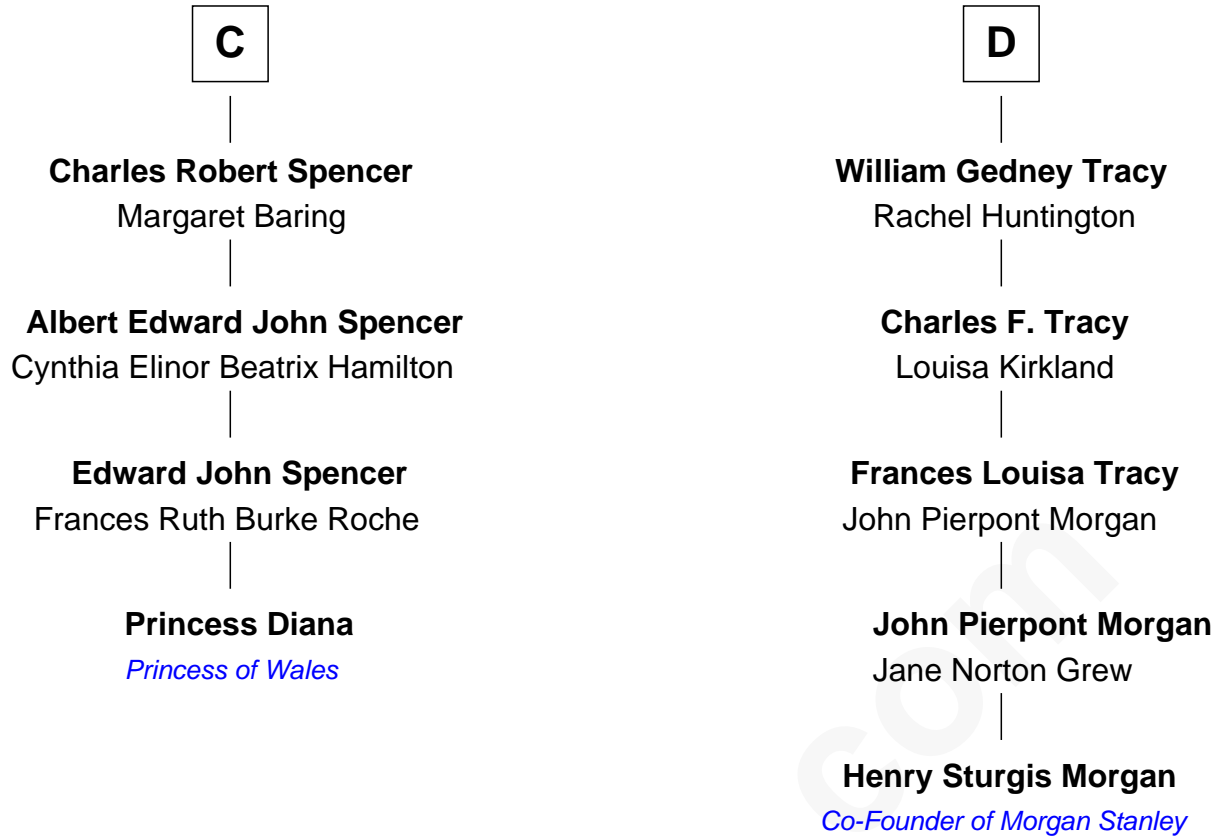 C
Charles Robert Spencer
Margaret Baring
Albert Edward John Spencer
Cynthia Elinor Beatrix Hamilton
Edward John Spencer
Frances Ruth Burke Roche
Princess Diana
Princess of Wales
D
William Gedney Tracy
Rachel Huntington
Charles F. Tracy
Louisa Kirkland
Frances Louisa Tracy
John Pierpont Morgan
John Pierpont Morgan
Jane Norton Grew
Henry Sturgis Morgan
Co-Founder of Morgan Stanley
com